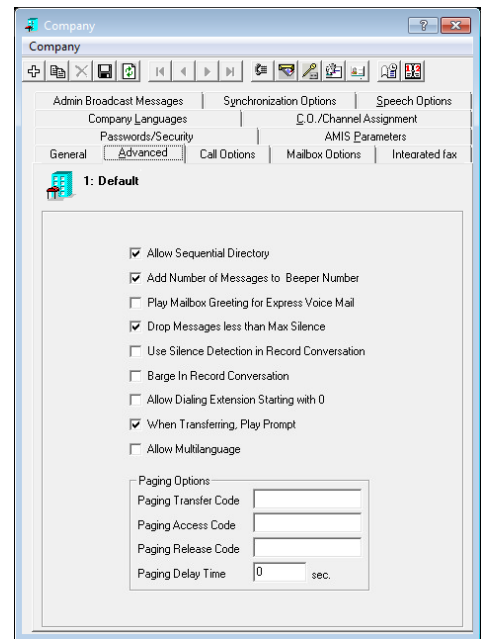 Company
Company
Admin Broadcast Messages
Synchronization Options
Speech Options
Company Languages
C.O./Channel Assignment
Passwords/Security
AMIS Parameters
General
Advanced
Call Options
Mailbox Options
Integrated fax
1: Default
Allow Sequential Directory
Add Number of Messages to Beeper Number
Play Mailbox Greeting for Express Voice Mail
Drop Messages less than Max Silence
Use Silence Detection in Record Conversation
Barge In Record Conversation
Allow Dialing Extension Starting with 0
When Transferring, Play Prompt
Allow Multilanguage
Paging Options
Paging Transfer Code
Paging Access Code
Paging Release Code
Paging Delay Time 0 sec.